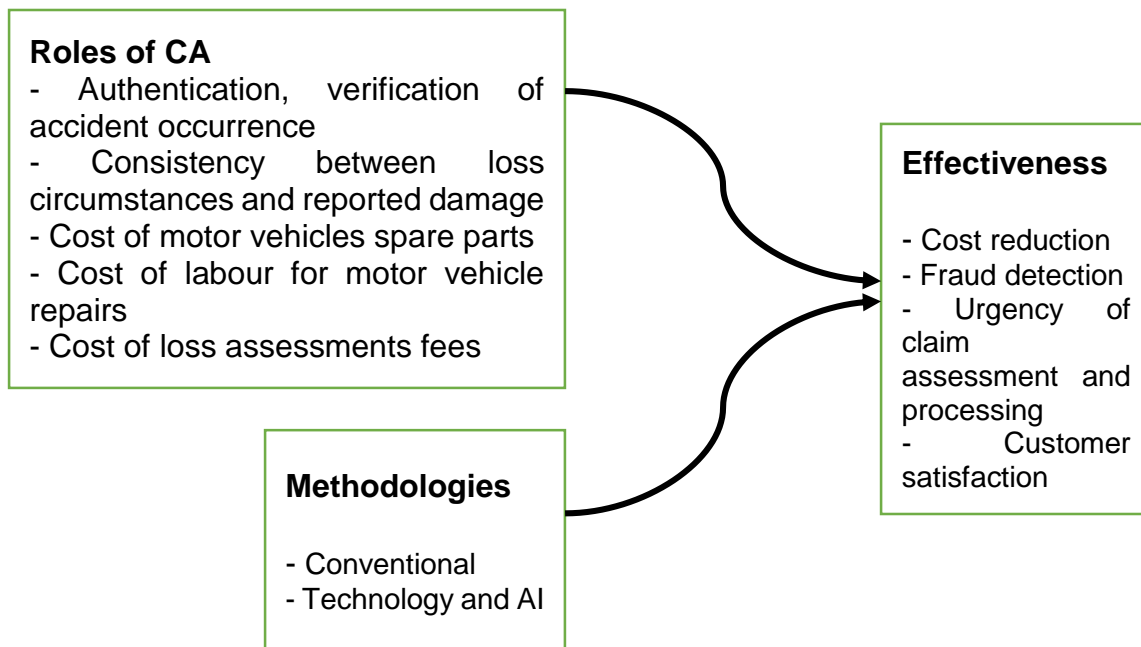 Roles of CA
- Authentication, verification of
accident occurrence
- Consistency between loss
circumstances and reported damage
- Cost of motor vehicles spare parts
- Cost of labour for motor vehicle
repairs
- Cost of loss assessments fees
Methodologies
- Conventional
- Technology and AI
Effectiveness
- Cost reduction
- Fraud detection
- Urgency of
claim
assessment and
processing
- Customer
satisfaction